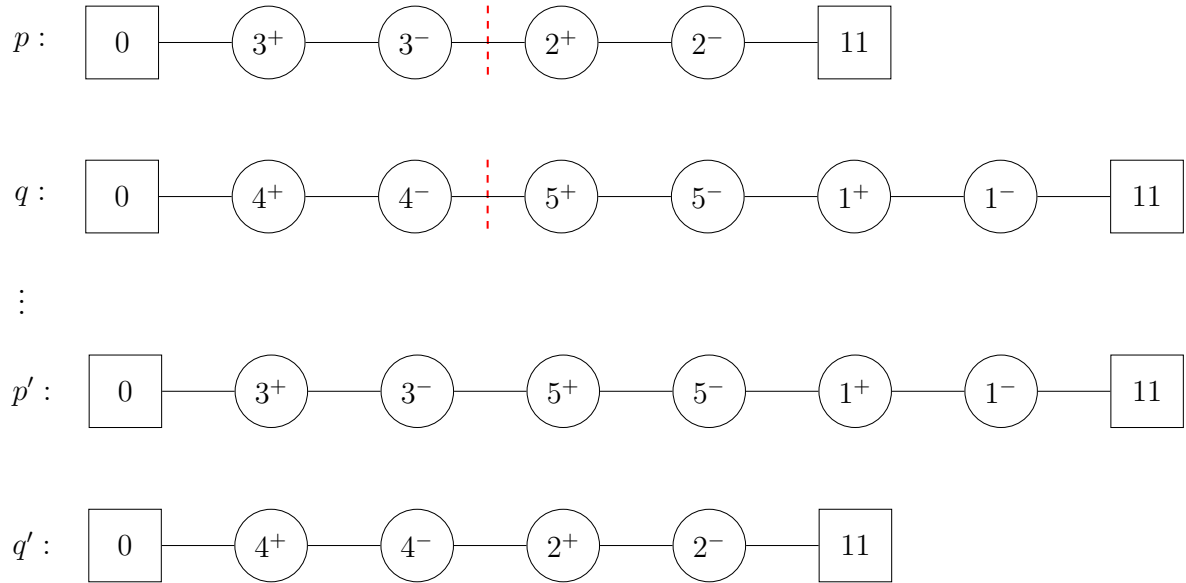 p : 0 3⁺ 3⁻ 2⁺ 2⁻ 11
q : 0 4⁺ 4⁻ 5⁺ 5⁻ 1⁺ 1⁻ 11
⋮
p′ : 0 3⁺ 3⁻ 5⁺ 5⁻ 1⁺ 1⁻ 11
q′ : 0 4⁺ 4⁻ 2⁺ 2⁻ 11